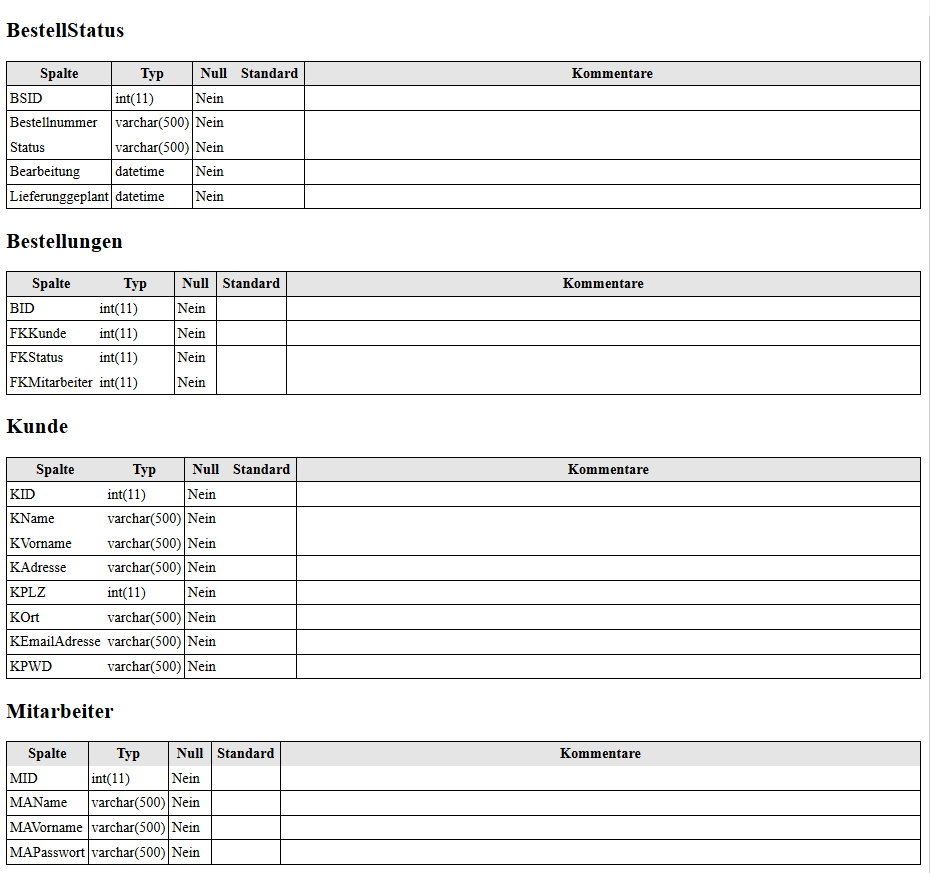 BestellStatus
Spalte Typ Null Standard Kommentare
BSID int(11) Nein
Bestellnummer varchar(500) Nein
Status varchar(500) Nein
Bearbeitung datetime Nein
Lieferunggeplant datetime Nein
Bestellungen
Spalte Typ Null Standard Kommentare
BID int(11) Nein
FKKunde int(11) Nein
FKStatus int(11) Nein
FKMitarbeiter int(11) Nein
Kunde
Spalte Typ Null Standard Kommentare
KID int(11) Nein
KName varchar(500) Nein
KVorname varchar(500) Nein
KAdresse varchar(500) Nein
KPLZ int(11) Nein
KOrt varchar(500) Nein
KEmailAdresse varchar(500) Nein
KPWD varchar(500) Nein
Mitarbeiter
Spalte Typ Null Standard Kommentare
MID int(11) Nein
MAName varchar(500) Nein
MAVorname varchar(500) Nein
MAPasswort varchar(500) Nein